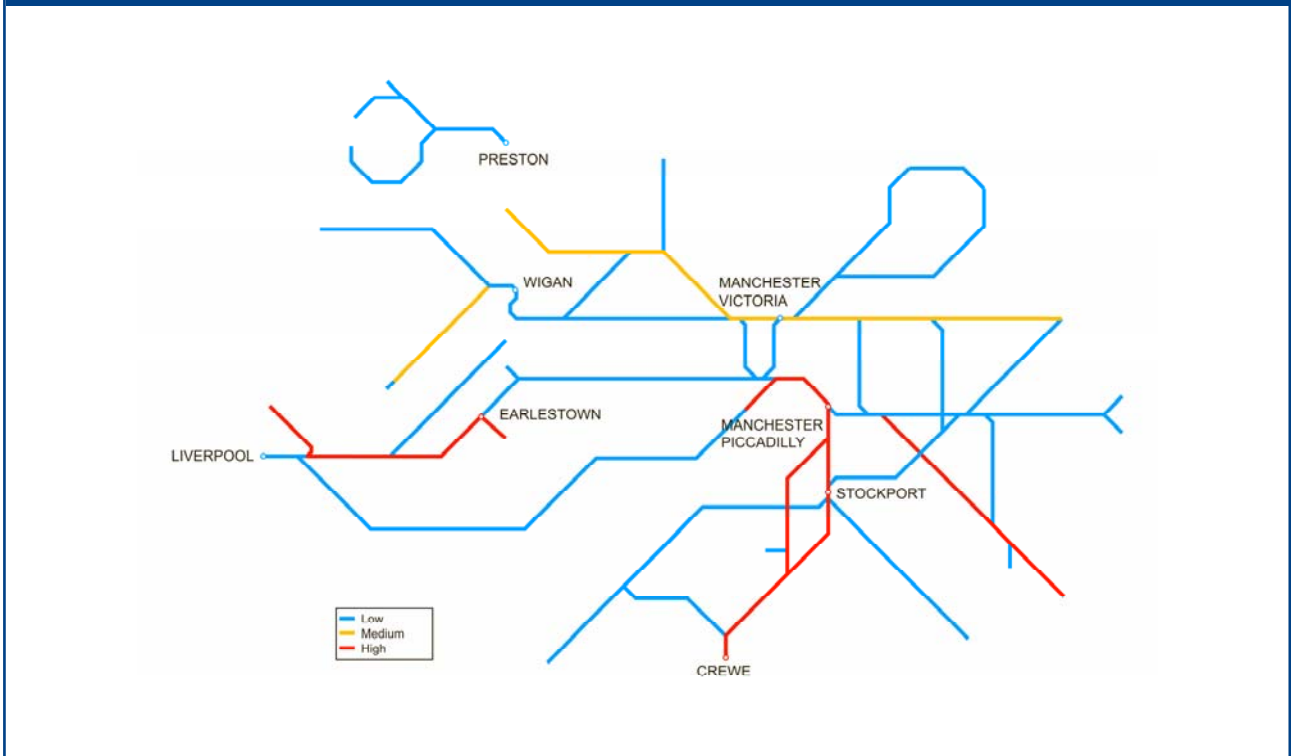 PRESTON
WIGAN
MANCHESTER
VICTORIA
EARLESTOWN
MANCHESTER
PICCADILLY
LIVERPOOL
STOCKPORT
Low
Medium
High
CREWE